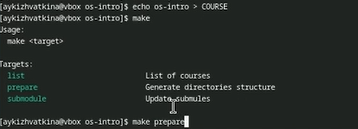 [aykizhvatkina@vbox os-intro]$ echo os-intro > COURSE
[aykizhvatkina@vbox os-intro]$ make
Usage:
make <target>
Targets:
list List of courses
prepare Generate directories structure
submodule Update submules
[aykizhvatkina@vbox os-intro]$ make prepare